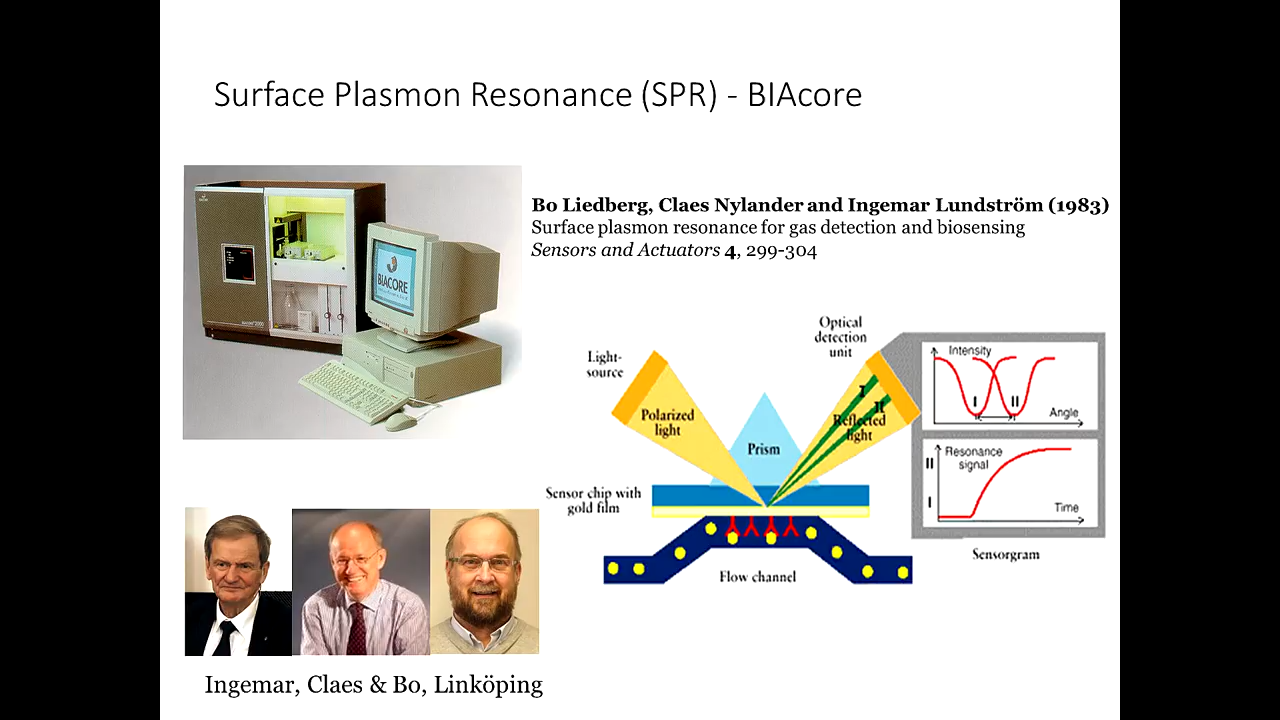 Surface Plasmon Resonance (SPR) - BIAcore
Bo Liedberg, Claes Nylander and Ingemar Lundström (1983)
Surface plasmon resonance for gas detection and biosensing
Sensors and Actuators 4, 299-304
BIACORE
Optical
detection
unit
Light-
source
Polarized
light
Prism
I
II
Reflected
light
Sensor chip with
gold film
Flow channel
Intensity
I
II
Angle
Resonance
signal
II
I
Time
Sensorgram
Ingemar, Claes & Bo, Linköping